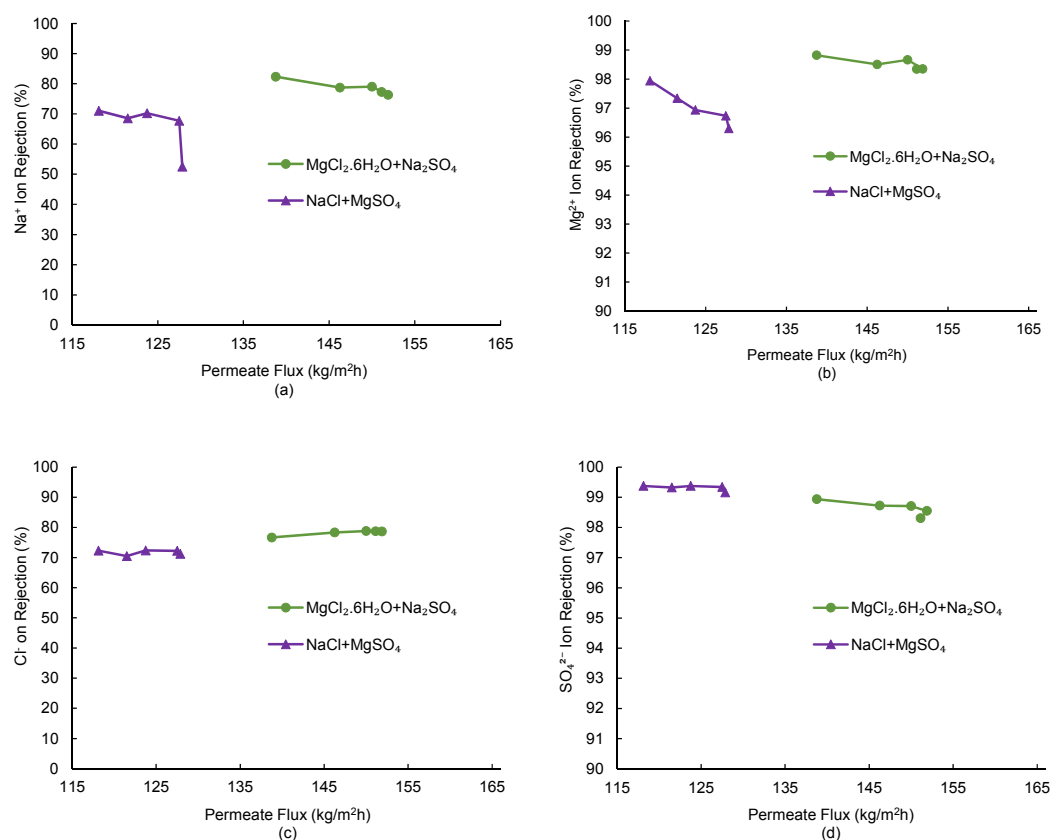 100
90
80
70
60
50
40
30
20
10
0
Na⁺ Ion Rejection (%)
MgCl₂.6H₂O+Na₂SO₄
NaCl+MgSO₄
115 125 135 145 155 165
Permeate Flux (kg/m²h)
(a)
100
99
98
97
96
95
94
93
92
91
90
Mg²⁺ Ion Rejection (%)
MgCl₂.6H₂O+Na₂SO₄
NaCl+MgSO₄
115 125 135 145 155 165
Permeate Flux (kg/m²h)
(b)
100
90
80
70
60
50
40
30
20
10
0
Cl⁻ on Rejection (%)
MgCl₂.6H₂O+Na₂SO₄
NaCl+MgSO₄
115 125 135 145 155 165
Permeate Flux (kg/m²h)
(c)
100
99
98
97
96
95
94
93
92
91
90
SO₄²⁻ Ion Rejection (%)
MgCl₂.6H₂O+Na₂SO₄
NaCl+MgSO₄
115 125 135 145 155 165
Permeate Flux (kg/m²h)
(d)